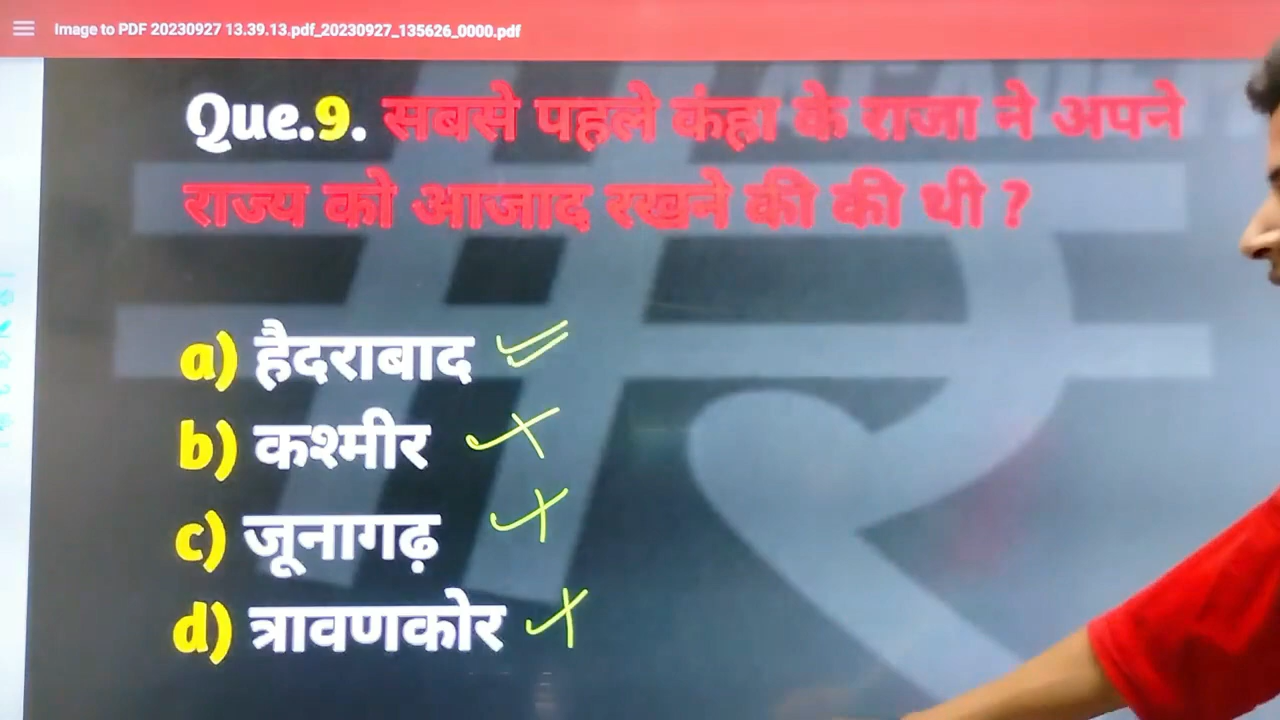 Image to PDF 20230927 13.39.13.pdf_20230927_135626_0000.pdf
Que.9. सबसे पहले कंहा के राजा ने अपने
राज्य को आजाद रखने की की थी ?
a) हैदराबाद
b) कश्मीर
c) जूनागढ़
d) त्रावणकोर